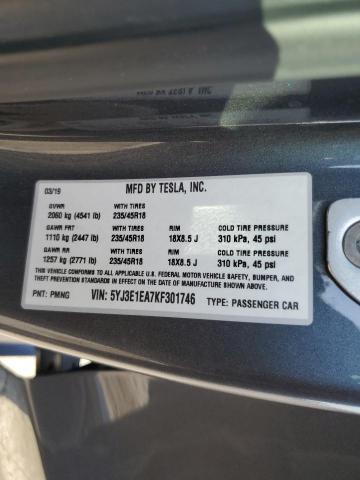 03/19 MFD BY TESLA, INC.
GVWR WITH TIRES
2060 kg (4541 lb) 235/45R18
GAWR FRT WITH TIRES RIM COLD TIRE PRESSURE
1110 kg (2447 lb) 235/45R18 18X8.5 J 310 kPa, 45 psi
GAWR RR WITH TIRES RIM COLD TIRE PRESSURE
1257 kg (2771 lb) 235/45R18 18X8.5 J 310 kPa, 45 psi
THIS VEHICLE CONFORMS TO ALL APPLICABLE U.S. FEDERAL MOTOR VEHICLE SAFETY, BUMPER, AND
THEFT PREVENTION STANDARDS IN EFFECT ON THE DATE OF MANUFACTURE SHOWN ABOVE.
PNT: PMNG VIN: 5YJ3E1EA7KF301746 TYPE: PASSENGER CAR